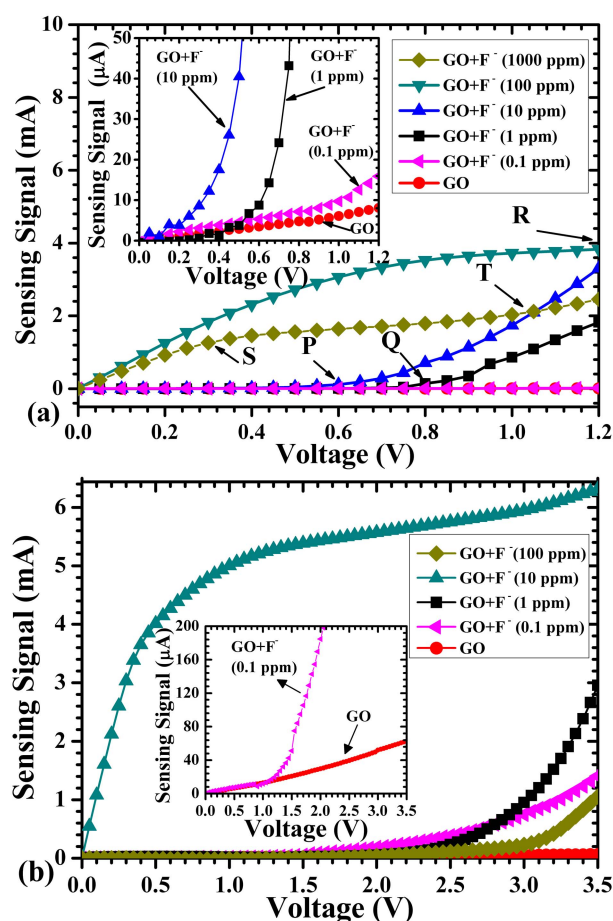 10
8
6
4
2
0
Sensing Signal (mA)
0.0 0.2 0.4 0.6 0.8 1.0 1.2
Voltage (V)
(a)
50
40
30
20
10
0
Sensing Signal (μA)
0.0 0.2 0.4 0.6 0.8 1.0 1.2
Voltage (V)
GO+F⁻
(10 ppm)
GO+F⁻
(1 ppm)
GO+F⁻
(0.1 ppm)
GO
GO+F⁻ (1000 ppm)
GO+F⁻ (100 ppm)
GO+F⁻ (10 ppm)
GO+F⁻ (1 ppm)
GO+F⁻ (0.1 ppm)
GO
R
T
S
P
Q
6
5
4
3
2
1
0
Sensing Signal (mA)
0.0 0.5 1.0 1.5 2.0 2.5 3.0 3.5
Voltage (V)
(b)
GO+F⁻(100 ppm)
GO+F⁻ (10 ppm)
GO+F⁻ (1 ppm)
GO+F⁻ (0.1 ppm)
GO
200
160
120
80
40
0
Sensing Signal (μA)
0.0 0.5 1.0 1.5 2.0 2.5 3.0 3.5
Voltage (V)
GO+F⁻
(0.1 ppm)
GO